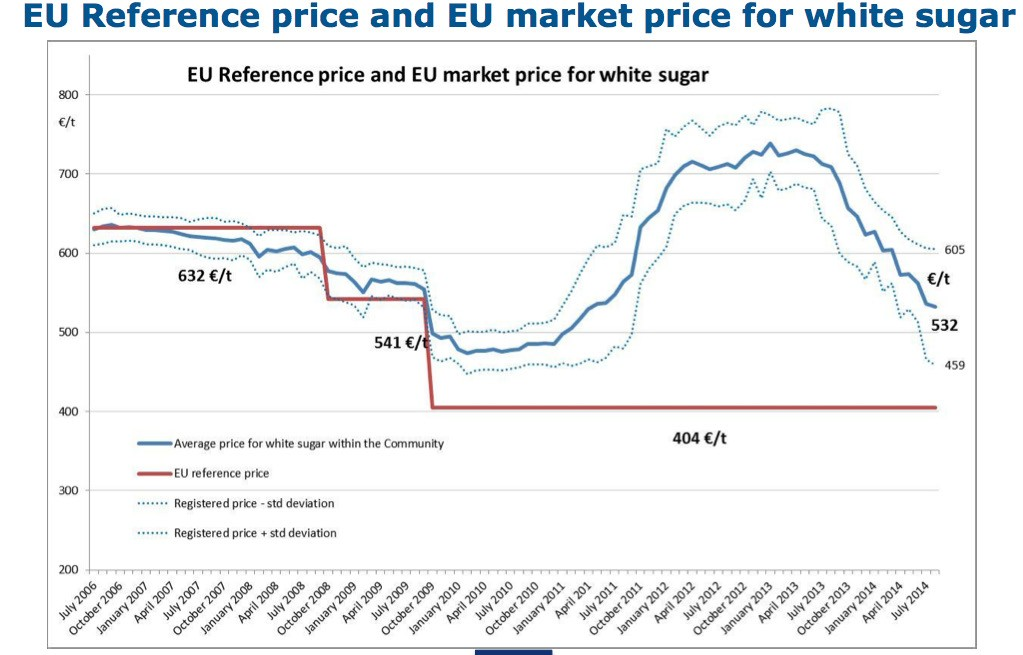 EU Reference price and EU market price for white sugar
EU Reference price and EU market price for white sugar
800
€/t
700
600
500
400
300
200
632 €/t
541 €/t
404 €/t
605
€/t
532
459
Average price for white sugar within the Community
EU reference price
Registered price - std deviation
Registered price + std deviation
July 2006
October 2006
January 2007
April 2007
July 2007
October 2007
January 2008
April 2008
July 2008
October 2008
January 2009
April 2009
July 2009
October 2009
January 2010
April 2010
July 2010
October 2010
January 2011
April 2011
July 2011
October 2011
January 2012
April 2012
July 2012
October 2012
January 2013
April 2013
July 2013
October 2013
January 2014
April 2014
July 2014